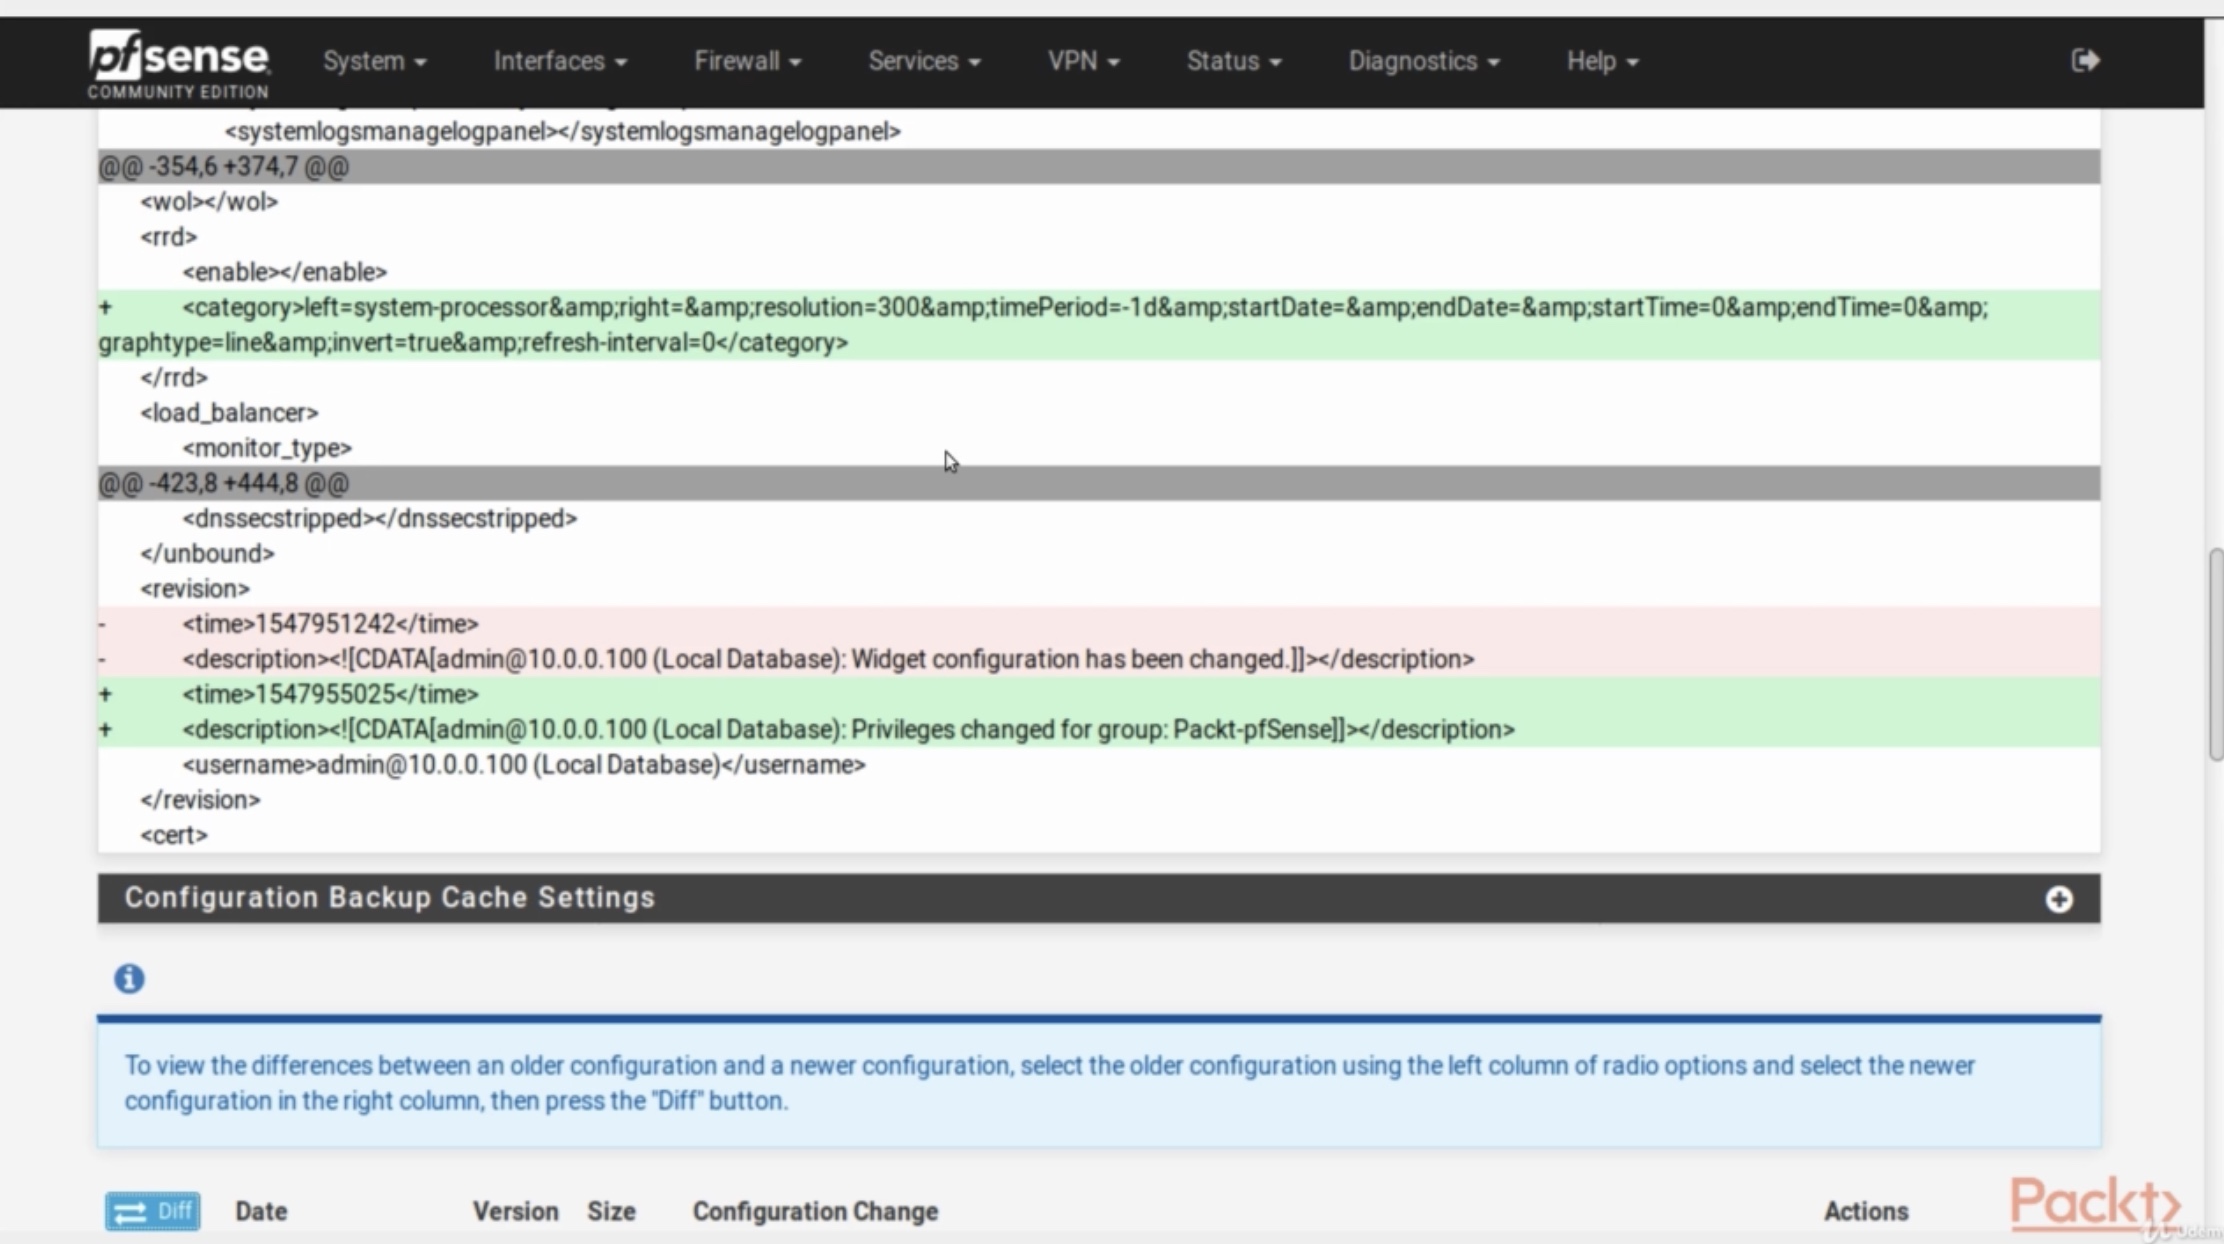 pfsense System Interfaces Firewall Services VPN Status Diagnostics Help
COMMUNITY EDITION
<systemlogsmanagelogpanel></systemlogsmanagelogpanel>
@@ -354,6 +374,7 @@
<wol></wol>
<rrd>
<enable></enable>
+ <category>left=system-processor&amp;right=&amp;resolution=300&amp;timePeriod=-1d&amp;startDate=&amp;endDate=&amp;startTime=0&amp;endTime=0&amp;
graphtype=line&amp;invert=true&amp;refresh-interval=0</category>
</rrd>
<load_balancer>
<monitor_type>
@@ -423,8 +444,8 @@
<dnssecstripped></dnssecstripped>
</unbound>
<revision>
- <time>1547951242</time>
- <description><![CDATA[admin@10.0.0.100 (Local Database): Widget configuration has been changed.]]></description>
+ <time>1547955025</time>
+ <description><![CDATA[admin@10.0.0.100 (Local Database): Privileges changed for group: Packt-pfSense]]></description>
<username>admin@10.0.0.100 (Local Database)</username>
</revision>
<cert>
Configuration Backup Cache Settings
To view the differences between an older configuration and a newer configuration, select the older configuration using the left column of radio options and select the newer
configuration in the right column, then press the "Diff" button.
Diff Date Version Size Configuration Change Actions
Packt